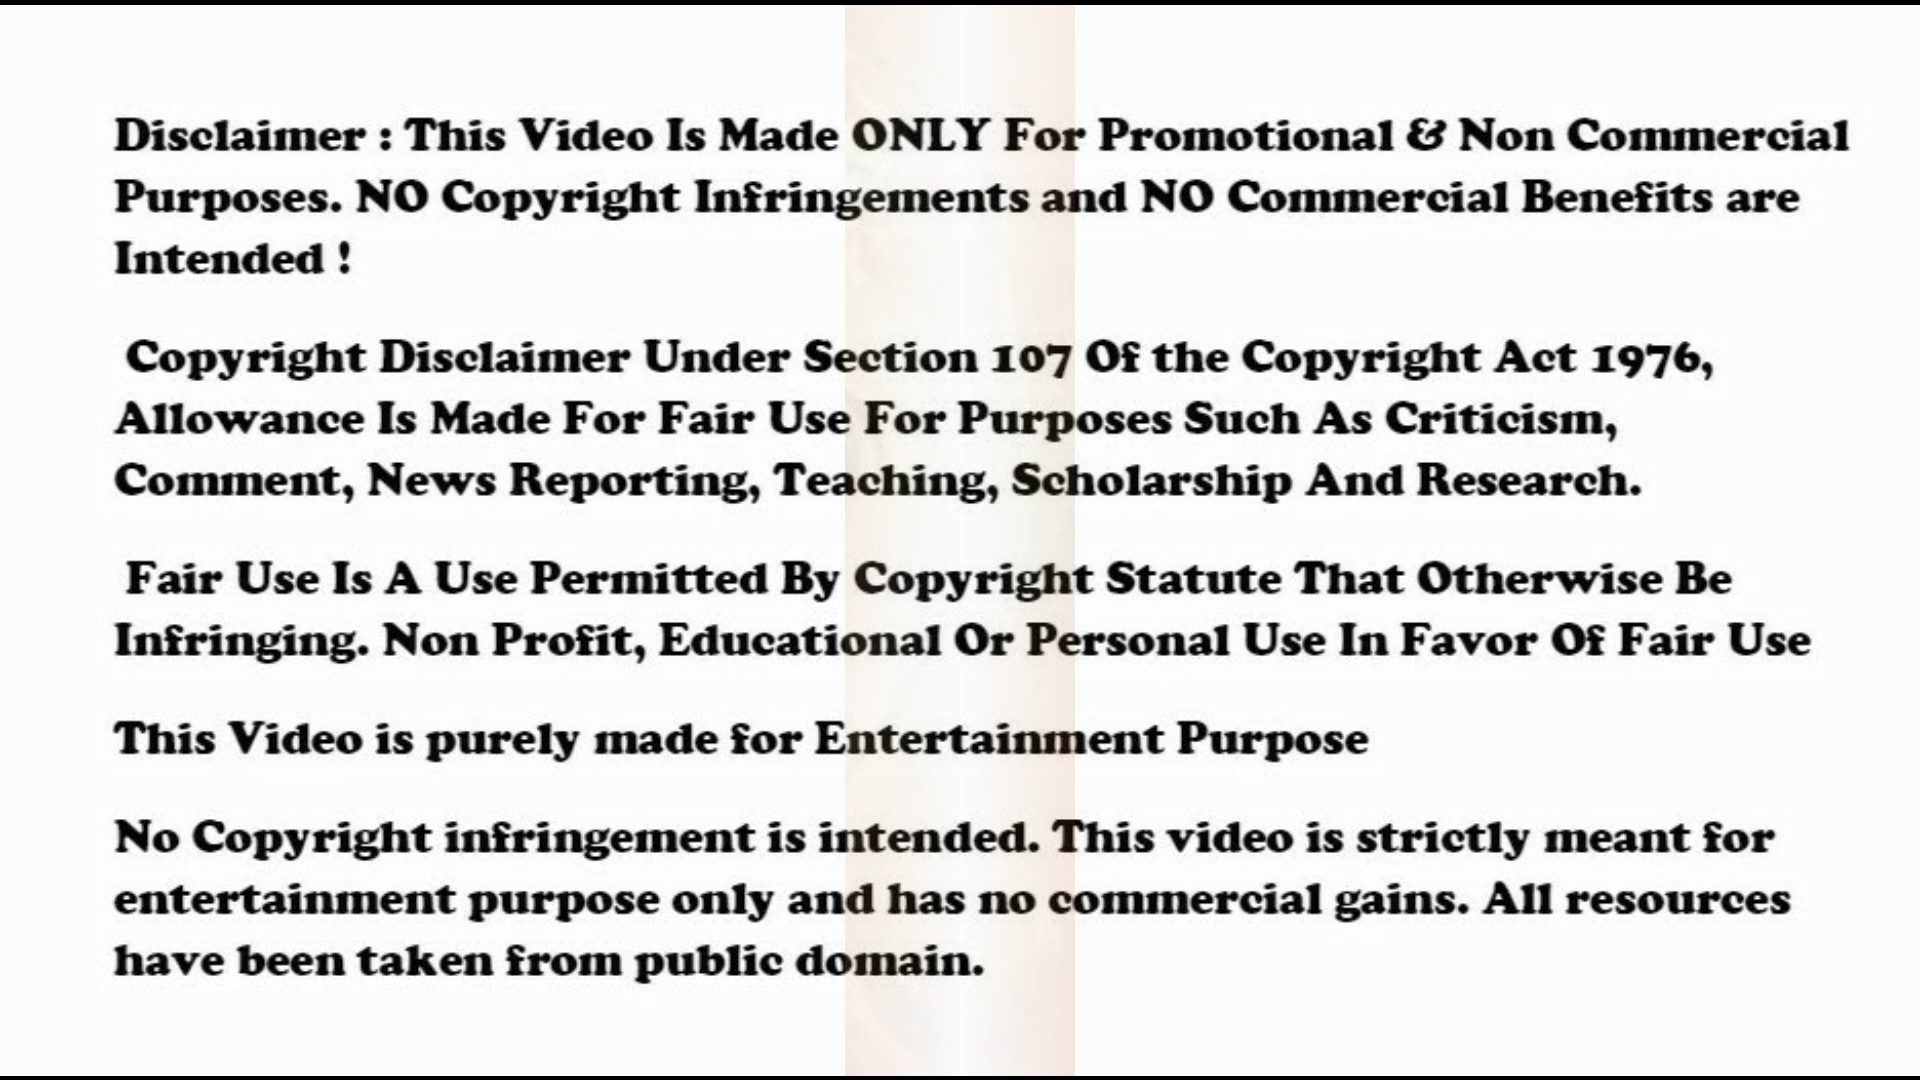 Disclaimer : This Video Is Made ONLY For Promotional & Non Commercial
Purposes. NO Copyright Infringements and NO Commercial Benefits are
Intended !
Copyright Disclaimer Under Section 107 Of the Copyright Act 1976,
Allowance Is Made For Fair Use For Purposes Such As Criticism,
Comment, News Reporting, Teaching, Scholarship And Research.
Fair Use Is A Use Permitted By Copyright Statute That Otherwise Be
Infringing. Non Profit, Educational Or Personal Use In Favor Of Fair Use
This Video is purely made for Entertainment Purpose
No Copyright infringement is intended. This video is strictly meant for
entertainment purpose only and has no commercial gains. All resources
have been taken from public domain.